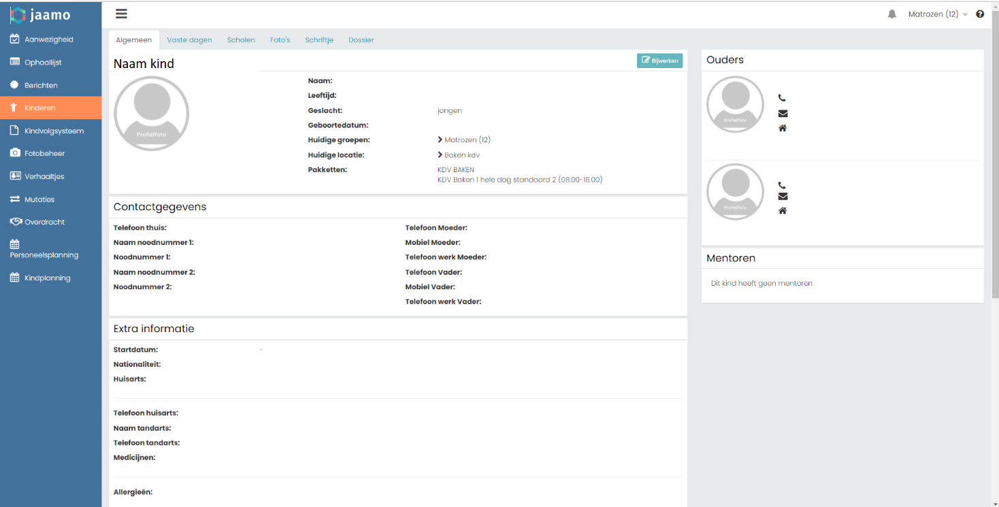 jaamo
Matrozen (12)
Aanwezigheid
Ophaallijst
Berichten
Kinderen
Kindvolgsysteem
Fotobeheer
Verhaaltjes
Mutaties
Overdracht
Personeelsplanning
Kindplanning
Algemeen Vaste dagen Scholen Foto's Schriftje Dossier
Naam kind
Bijwerken
Profielfoto
Naam:
Leeftijd:
Geslacht: jongen
Geboortedatum:
Huidige groepen: Matrozen (12)
Huidige locatie: Baken kdv
Pakketten: KDV BAKEN
KDV Baken 1 hele dag standaard 2 (08.00-18.00)
Contactgegevens
Telefoon thuis:
Naam noodnummer 1:
Noodnummer 1:
Naam noodnummer 2:
Noodnummer 2:
Telefoon Moeder:
Mobiel Moeder:
Telefoon werk Moeder:
Telefoon Vader:
Mobiel Vader:
Telefoon werk Vader:
Extra informatie
Startdatum: -
Nationaliteit:
Huisarts:
Telefoon huisarts:
Naam tandarts:
Telefoon tandarts:
Medicijnen:
Allergieën:
Ouders
Profielfoto
Profielfoto
Mentoren
Dit kind heeft geen mentoren